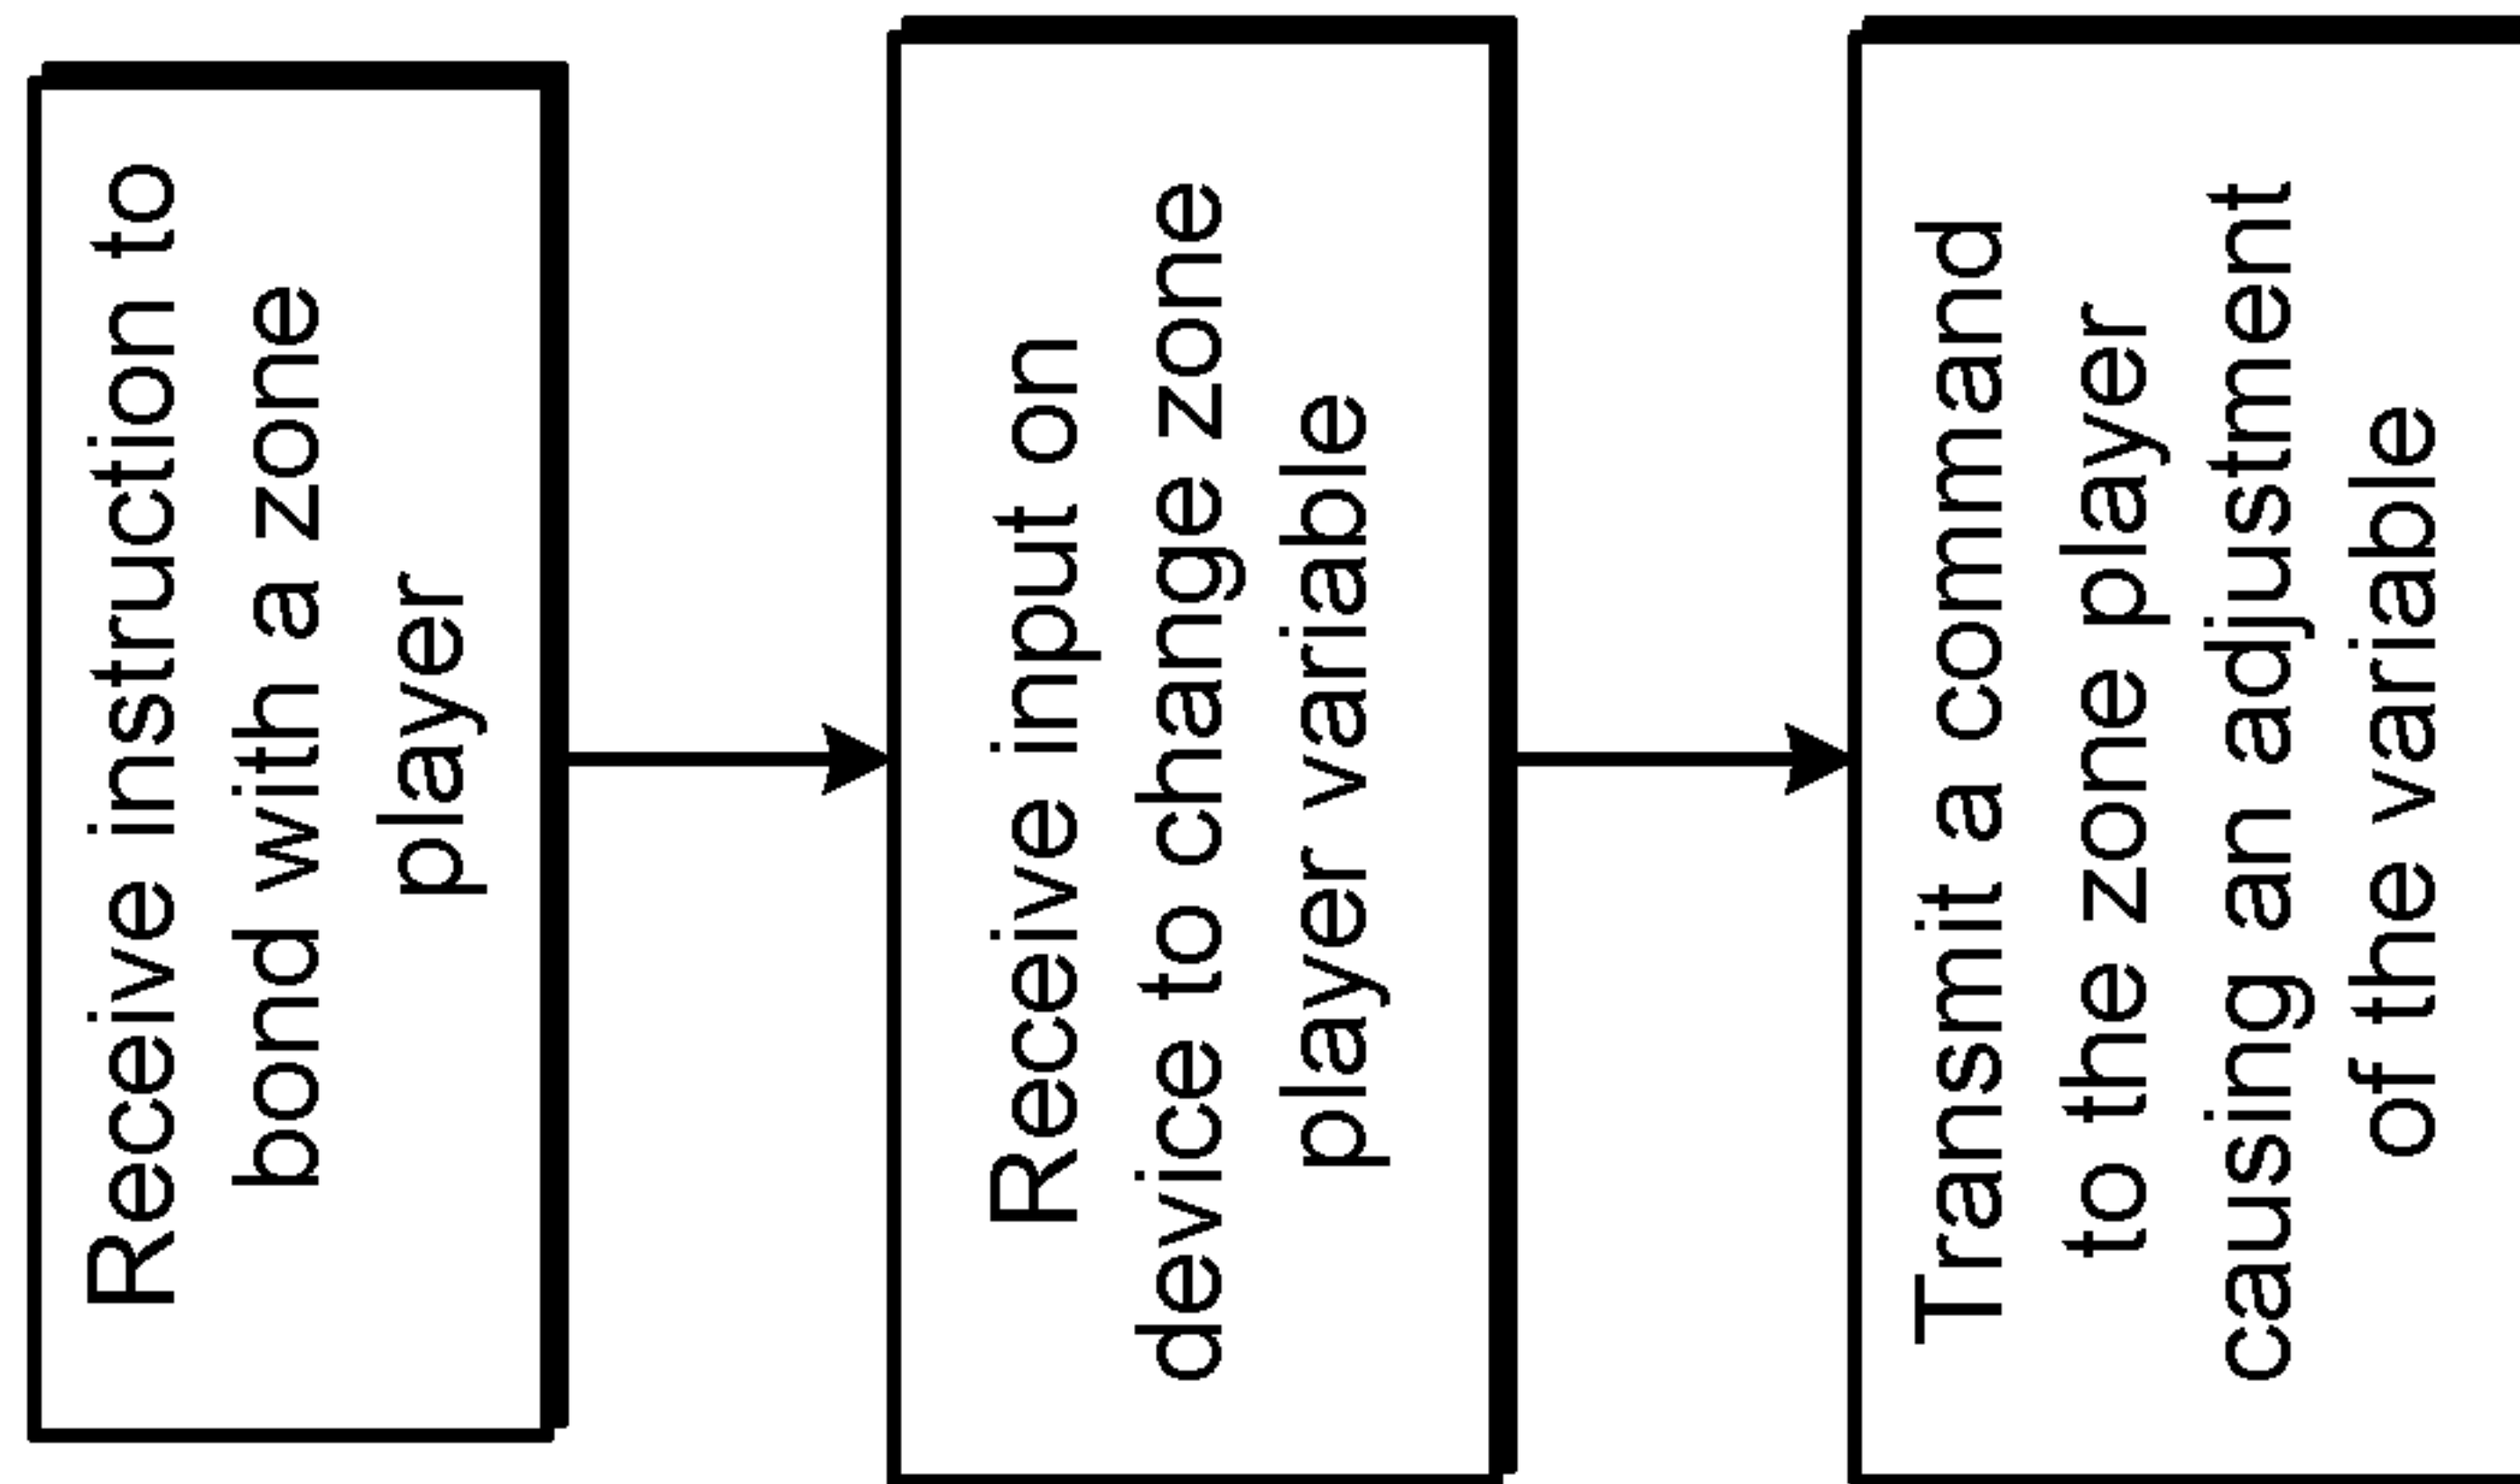 Receive instruction to
bond with a zone
player
Receive input on
device to change zone
player variable
Transmit a command
to the zone player
causing an adjustment
of the variable